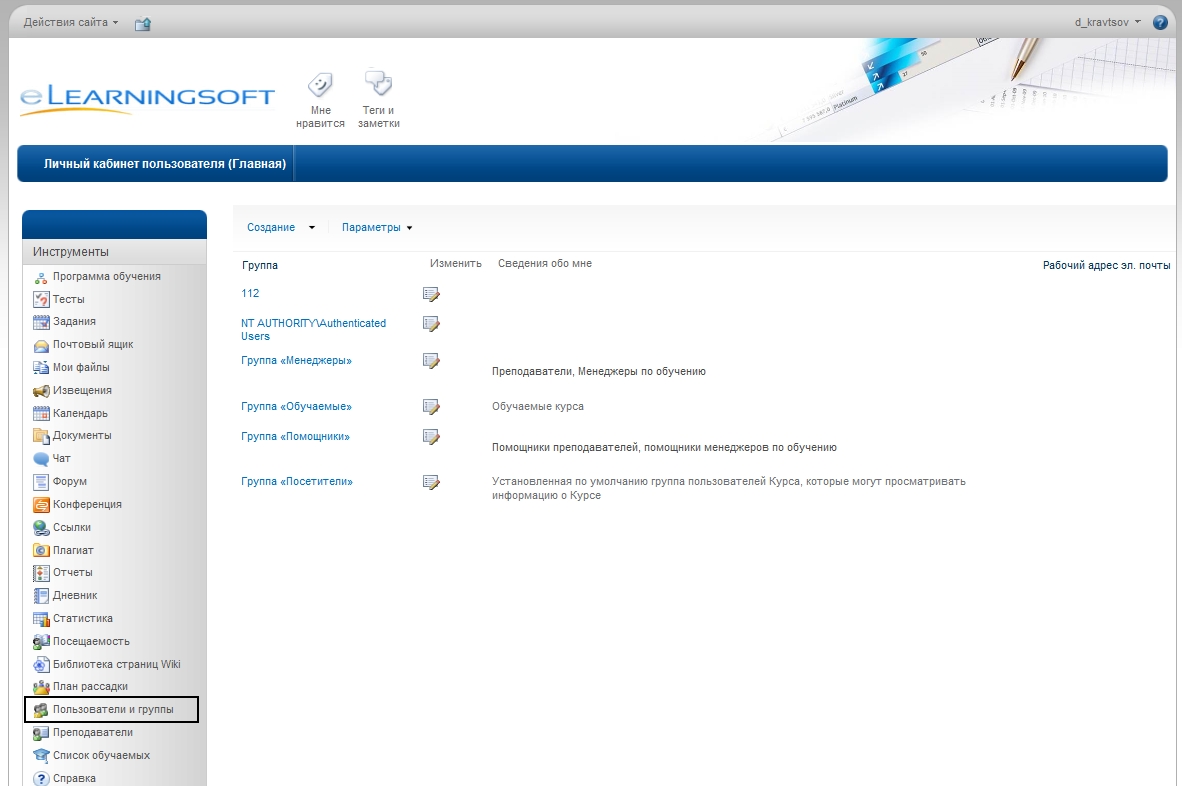 Действия сайта
d_kravtsov
eLearningsoft
Мне
нравится
Теги и
заметки
Platinum
Личный кабинет пользователя (Главная)
Инструменты
Программа обучения
Тесты
Задания
Почтовый ящик
Мои файлы
Извещения
Календарь
Документы
Чат
Форум
Конференция
Ссылки
Плагиат
Отчеты
Дневник
Статистика
Посещаемость
Библиотека страниц Wiki
План рассадки
Пользователи и группы
Преподаватели
Список обучаемых
Справка
Создание
Параметры
Группа Изменить Сведения обо мне Рабочий адрес эл. почты
112
NT AUTHORITY\Authenticated
Users
Группа «Менеджеры»
Преподаватели, Менеджеры по обучению
Группа «Обучаемые» Обучаемые курса
Группа «Помощники»
Помощники преподавателей, помощники менеджеров по обучению
Группа «Посетители» Установленная по умолчанию группа пользователей Курса, которые могут просматривать
информацию о Курсе